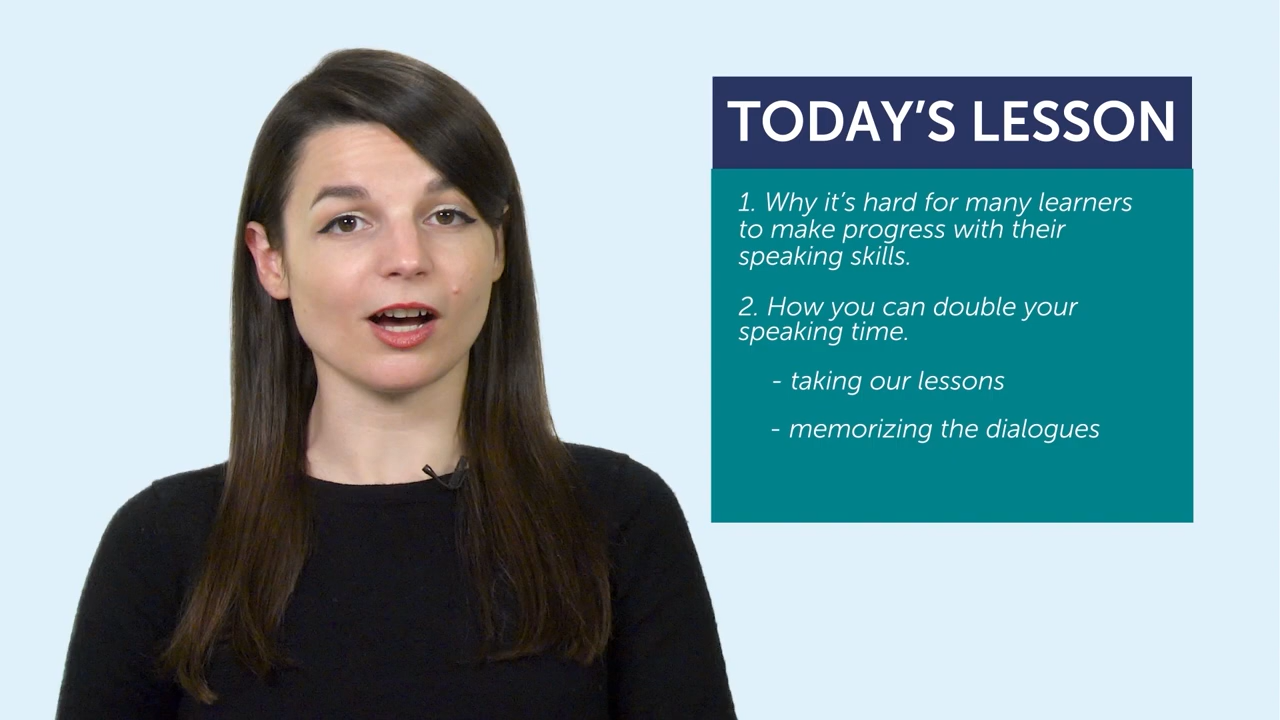 TODAY’S LESSON
1. Why it’s hard for many learners
to make progress with their
speaking skills.
2. How you can double your
speaking time.
- taking our lessons
- memorizing the dialogues